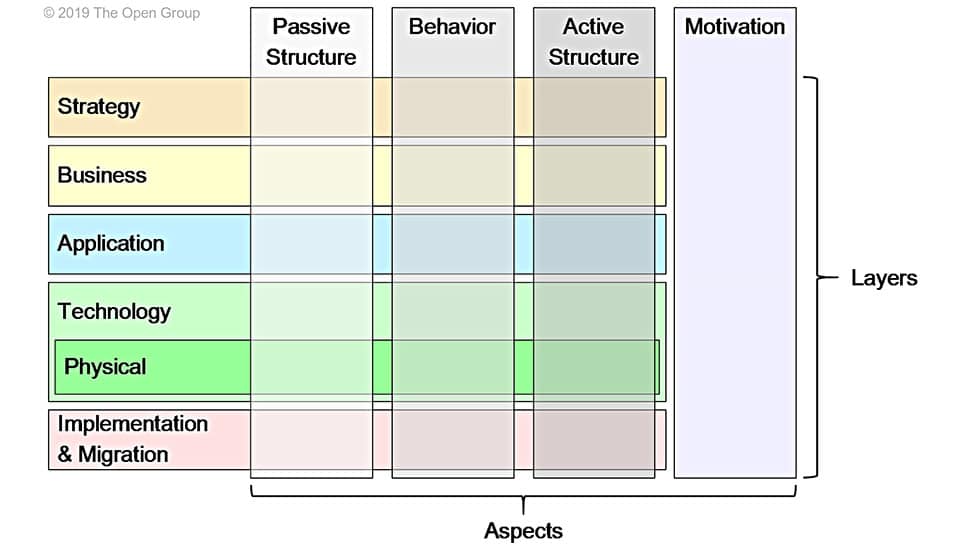 © 2019 The Open Group
Passive
Structure
Behavior
Active
Structure
Motivation
Strategy
Business
Application
Technology
Physical
Implementation
& Migration
Layers
Aspects